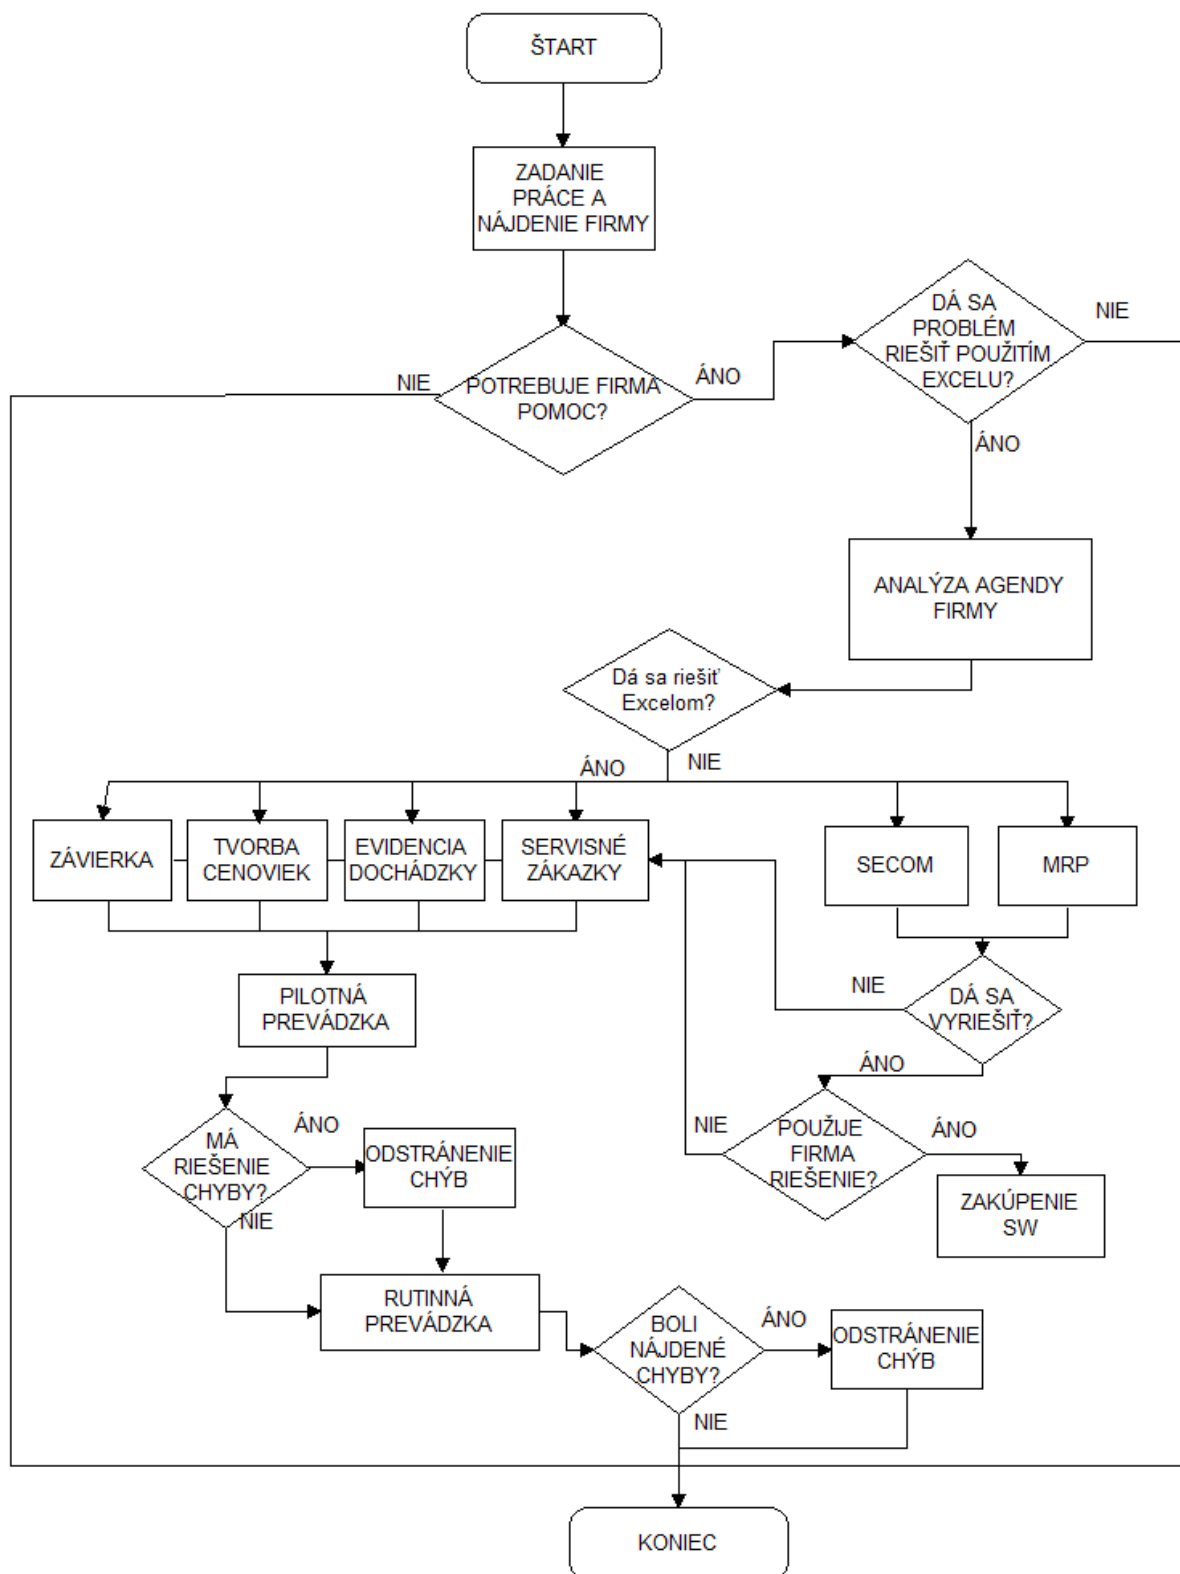 ŠTART
ZADANIE
PRÁCE A
NÁJDENIE FIRMY
DÁ SA
PROBLÉM
RIEŠIŤ POUŽITÍM
EXCELU?
NIE
NIE
POTREBUJE FIRMA
POMOC?
ÁNO
ÁNO
ANALÝZA AGENDY
FIRMY
Dá sa riešiť
Excelom?
ÁNO
NIE
ZÁVIERKA
TVORBA
CENOVIEK
EVIDENCIA
DOCHÁDZKY
SERVISNÉ
ZÁKAZKY
SECOM
MRP
PILOTNÁ
PREVÁDZKA
NIE
DÁ SA
VYRIEŠIŤ?
ÁNO
MÁ
RIEŠENIE
CHYBY?
ÁNO
NIE
ODSTRÁNENIE
CHÝB
NIE
POUŽIJE
FIRMA
RIEŠENIE?
ÁNO
ZAKÚPENIE
SW
RUTINNÁ
PREVÁDZKA
BOLI
NÁJDENÉ
CHYBY?
ÁNO
NIE
ODSTRÁNENIE
CHÝB
KONIEC